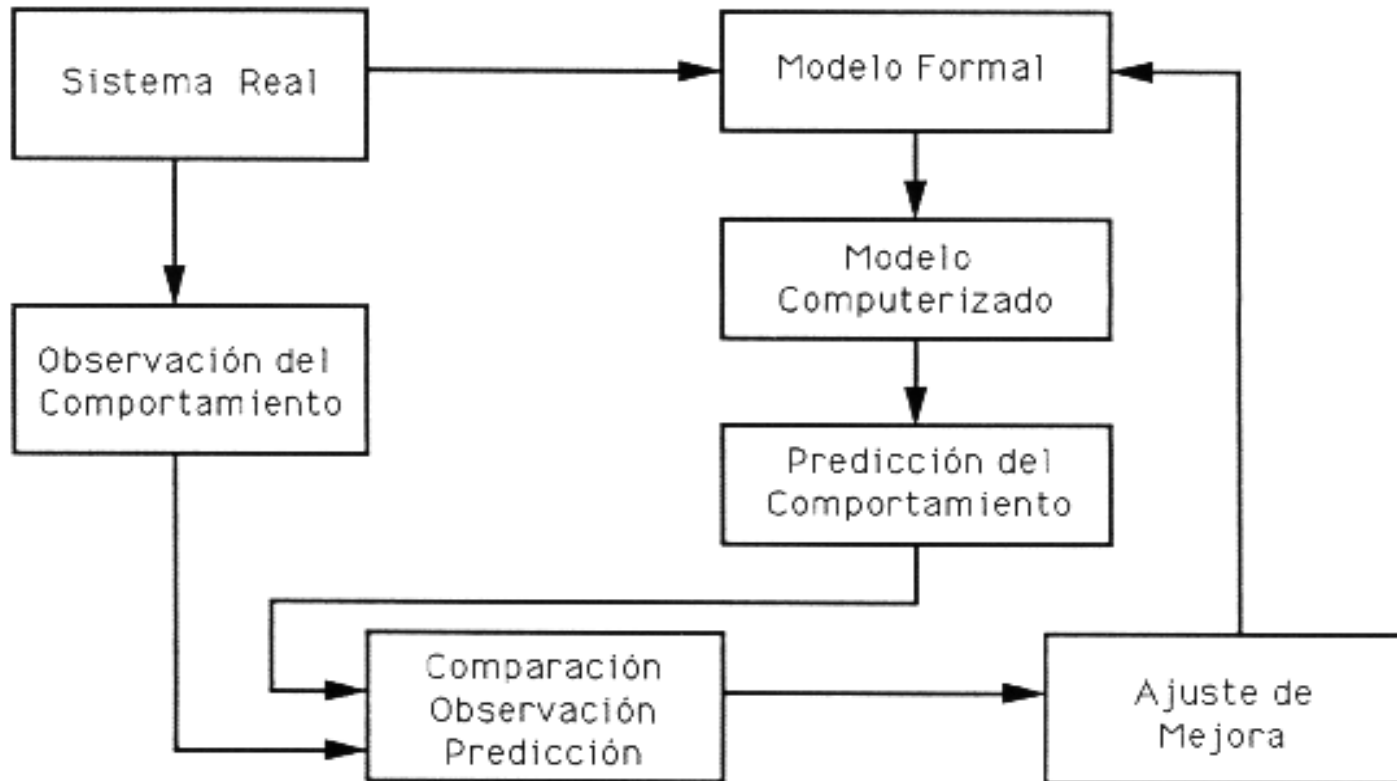 Sistema Real
Modelo Formal
Modelo
Computerizado
Observación del
Comportamiento
Predicción del
Comportamiento
Comparación
Observación
Predicción
Ajuste de
Mejora